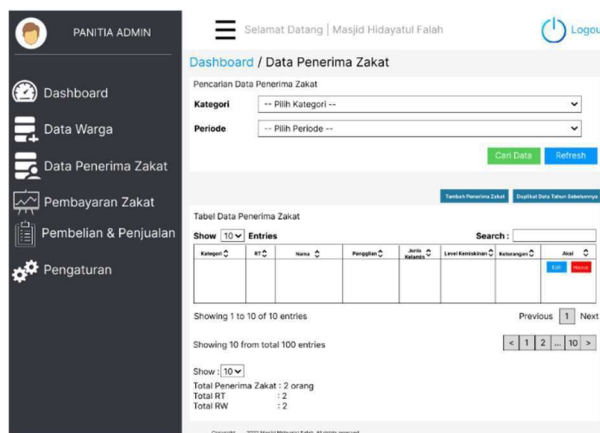 PANITIA ADMIN
Selamat Datang | Masjid Hidayatul Falah
Logou
Dashboard
Data Warga
Data Penerima Zakat
Pembayaran Zakat
Pembelian & Penjualan
Pengaturan
Dashboard / Data Penerima Zakat
Pencarian Data Penerima Zakat
Kategori -- Pilih Kategori --
Periode -- Pilih Periode --
Cari Data Refresh
Tambah Penerima Zakat Duplikat Data Tahun Sebelumnya
Tabel Data Penerima Zakat
Show 10 Entries Search :
Kategori RT Nama Panggilan Jenis Kelamin Level Kemiskinan Keterangan Aksi
Edit Hapus
Showing 1 to 10 of 10 entries Previous 1 Next
Showing 10 from total 100 entries < 1 2 ... 10 >
Show : 10
Total Penerima Zakat : 2 orang
Total RT : 2
Total RW : 2